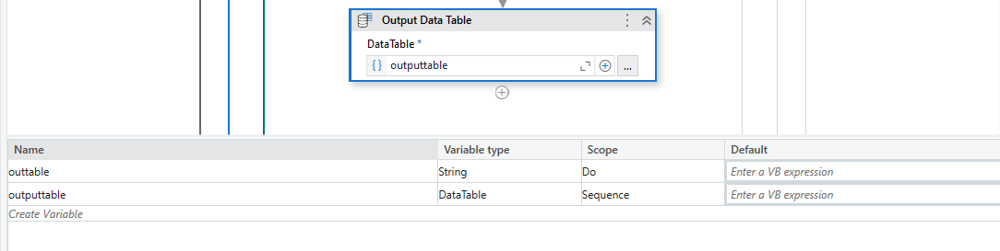 Output Data Table
DataTable *
{ } outputtable ...
Name Variable type Scope Default
outtable String Do Enter a VB expression
outputtable DataTable Sequence Enter a VB expression
Create Variable